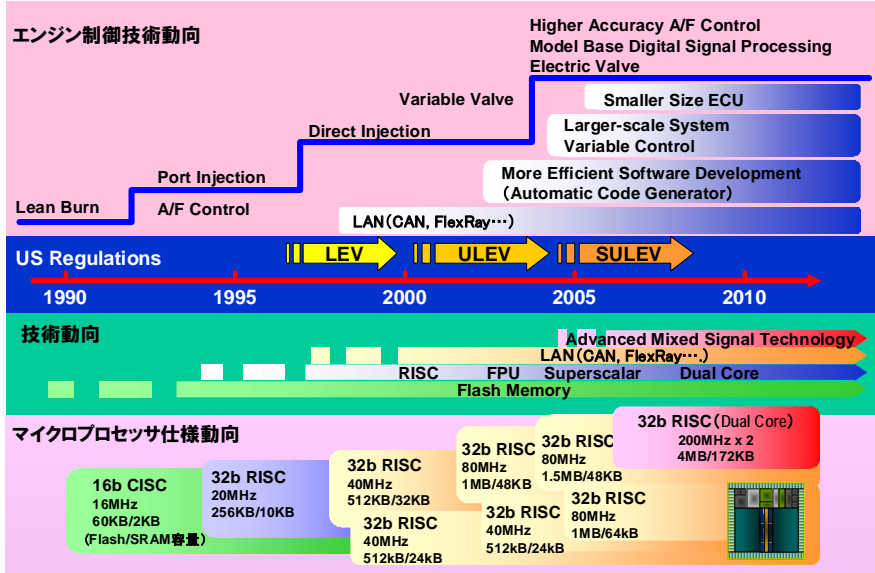 エンジン制御技術動向
Higher Accuracy A/F Control
Model Base Digital Signal Processing
Electric Valve
Variable Valve
Smaller Size ECU
Direct Injection
Larger-scale System
Variable Control
Port Injection
More Efficient Software Development
（Automatic Code Generator）
Lean Burn
A/F Control
LAN（CAN, FlexRay…）
US Regulations
LEV
ULEV
SULEV
1990
1995
2000
2005
2010
技術動向
Advanced Mixed Signal Technology
LAN（CAN, FlexRay….）
RISC
FPU
Superscalar
Dual Core
Flash Memory
マイクロプロセッサ仕様動向
16b CISC
16MHz
60KB/2KB
（Flash/SRAM容量）
32b RISC
20MHz
256KB/10KB
32b RISC
40MHz
512KB/32KB
32b RISC
40MHz
512kB/24kB
32b RISC
80MHz
1MB/48KB
32b RISC
40MHz
512kB/24kB
32b RISC
80MHz
1.5MB/48KB
32b RISC
80MHz
1MB/64kB
32b RISC（Dual Core）
200MHz x 2
4MB/172KB